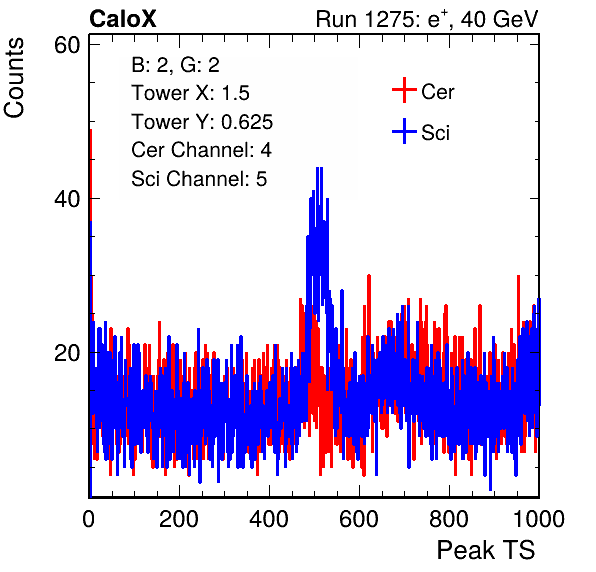 CaloX
Run 1275: e+, 40 GeV
Counts
B: 2, G: 2
Tower X: 1.5
Tower Y: 0.625
Cer Channel: 4
Sci Channel: 5
Cer
Sci
60
40
20
0 200 400 600 800 1000
Peak TS